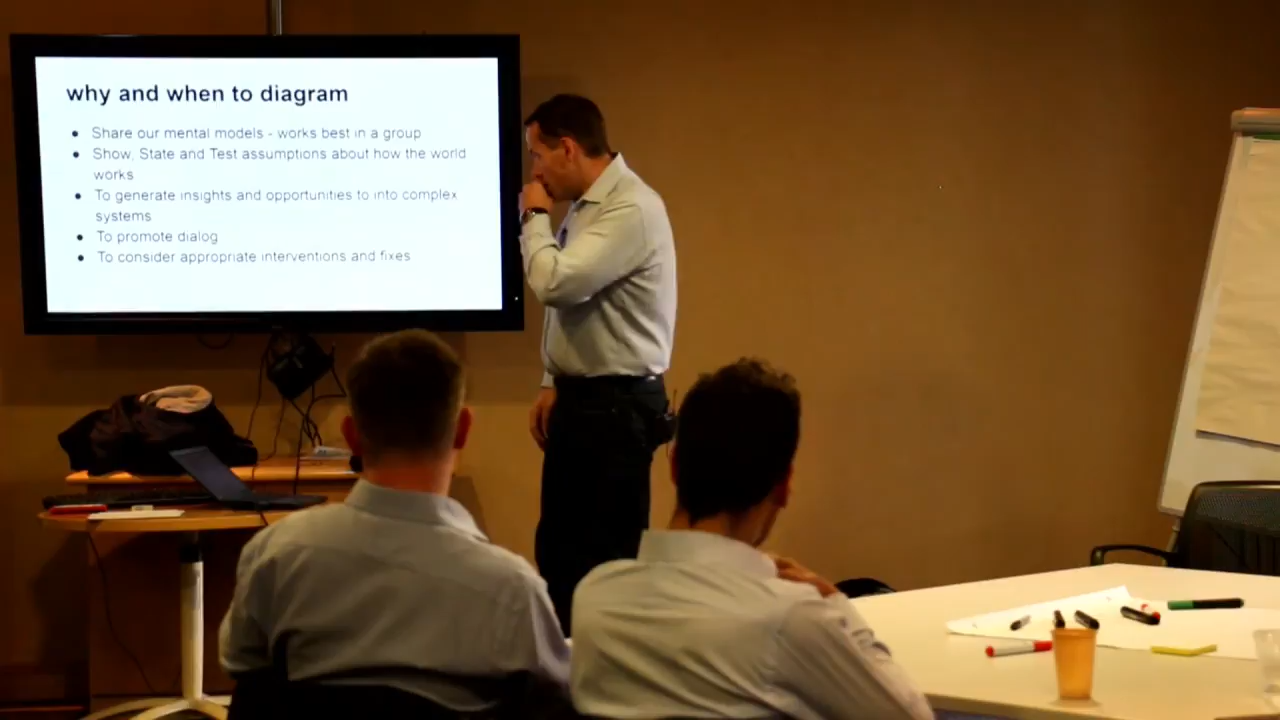 why and when to diagram
● Share our mental models - works best in a group
● Show, State and Test assumptions about how the world
works
● To generate insights and opportunities to into complex
systems
● To promote dialog
● To consider appropriate interventions and fixes